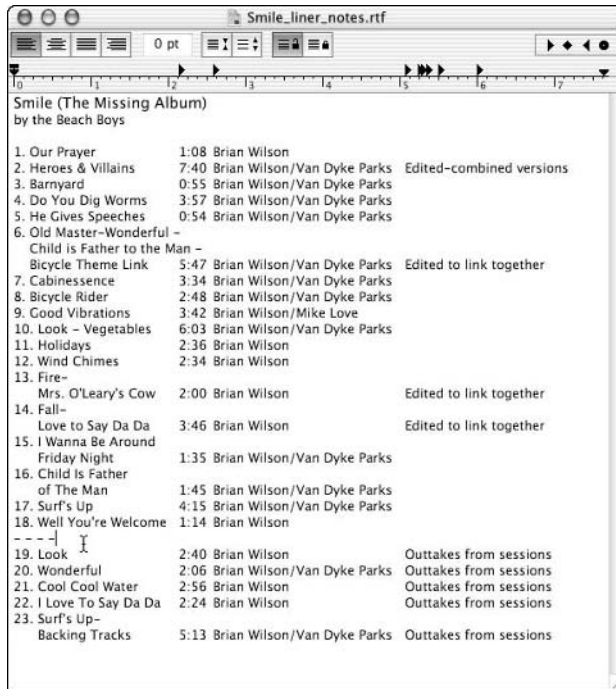 Smile_liner_notes.rtf
0 pt
0 1 2 3 4 5 6 7
Smile (The Missing Album)
by the Beach Boys
1. Our Prayer 1:08 Brian Wilson
2. Heroes & Villains 7:40 Brian Wilson/Van Dyke Parks Edited-combined versions
3. Barnyard 0:55 Brian Wilson/Van Dyke Parks
4. Do You Dig Worms 3:57 Brian Wilson/Van Dyke Parks
5. He Gives Speeches 0:54 Brian Wilson/Van Dyke Parks
6. Old Master-Wonderful -
Child is Father to the Man -
Bicycle Theme Link 5:47 Brian Wilson/Van Dyke Parks Edited to link together
7. Cabinessence 3:34 Brian Wilson/Van Dyke Parks
8. Bicycle Rider 2:48 Brian Wilson/Van Dyke Parks
9. Good Vibrations 3:42 Brian Wilson/Mike Love
10. Look - Vegetables 6:03 Brian Wilson/Van Dyke Parks
11. Holidays 2:36 Brian Wilson
12. Wind Chimes 2:34 Brian Wilson
13. Fire-
Mrs. O'Leary's Cow 2:00 Brian Wilson Edited to link together
14. Fall-
Love to Say Da Da 3:46 Brian Wilson Edited to link together
15. I Wanna Be Around
Friday Night 1:35 Brian Wilson/Van Dyke Parks
16. Child Is Father
of The Man 1:45 Brian Wilson/Van Dyke Parks
17. Surf's Up 4:15 Brian Wilson/Van Dyke Parks
18. Well You're Welcome 1:14 Brian Wilson
- - - -
19. Look 2:40 Brian Wilson Outtakes from sessions
20. Wonderful 2:06 Brian Wilson/Van Dyke Parks Outtakes from sessions
21. Cool Cool Water 2:56 Brian Wilson Outtakes from sessions
22. I Love To Say Da Da 2:24 Brian Wilson Outtakes from sessions
23. Surf's Up-
Backing Tracks 5:13 Brian Wilson/Van Dyke Parks Outtakes from sessions